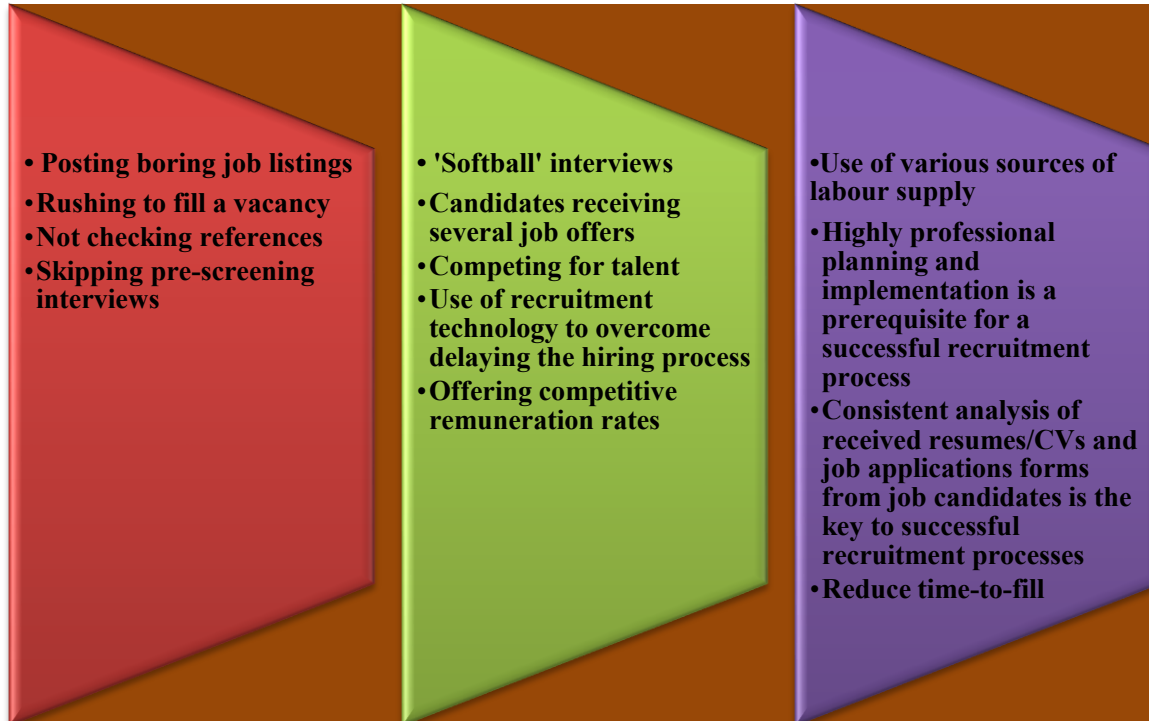 • Posting boring job listings
•Rushing to fill a vacancy
•Not checking references
•Skipping pre-screening
interviews
• 'Softball' interviews
•Candidates receiving
several job offers
•Competing for talent
•Use of recruitment
technology to overcome
delaying the hiring process
•Offering competitive
remuneration rates
•Use of various sources of
labour supply
•Highly professional
planning and
implementation is a
prerequisite for a
successful recruitment
process
•Consistent analysis of
received resumes/CVs and
job applications forms
from job candidates is the
key to successful
recruitment processes
•Reduce time-to-fill